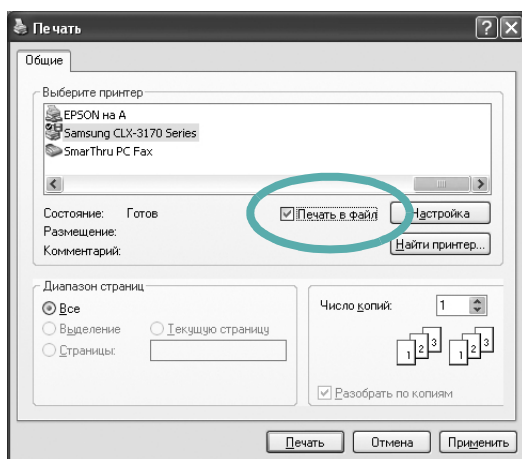 Печать
Общие
Выберите принтер
EPSON на A
Samsung CLX-3170 Series
SmarThru PC Fax
Состояние: Готов
Печать в файл
Настройка
Размещение:
Комментарий:
Найти принтер...
Диапазон страниц
Все
Выделение
Текущую страницу
Страницы:
Число копий: 1
1 2 3 1 2 3
Разобрать по копиям
Печать
Отмена
Применить